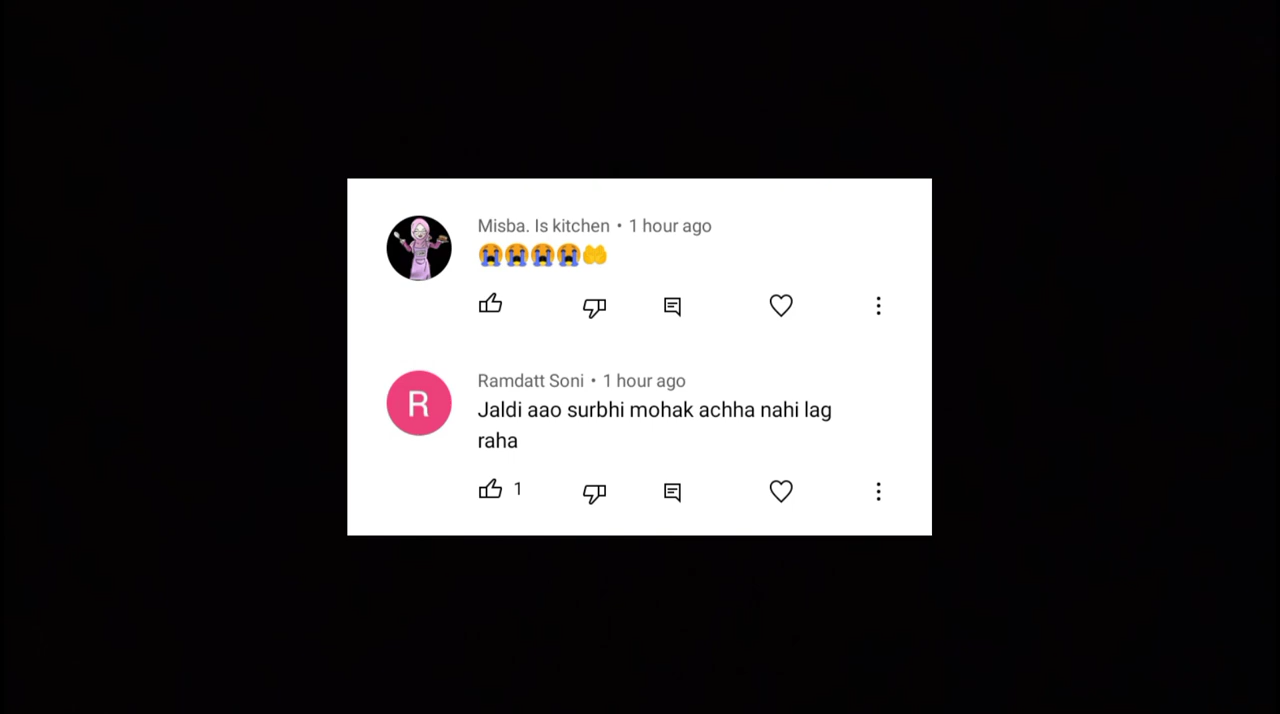 Misba. Is kitchen • 1 hour ago
😭😭😭😭🤲
R
Ramdatt Soni • 1 hour ago
Jaldi aao surbhi mohak achha nahi lag
raha
1